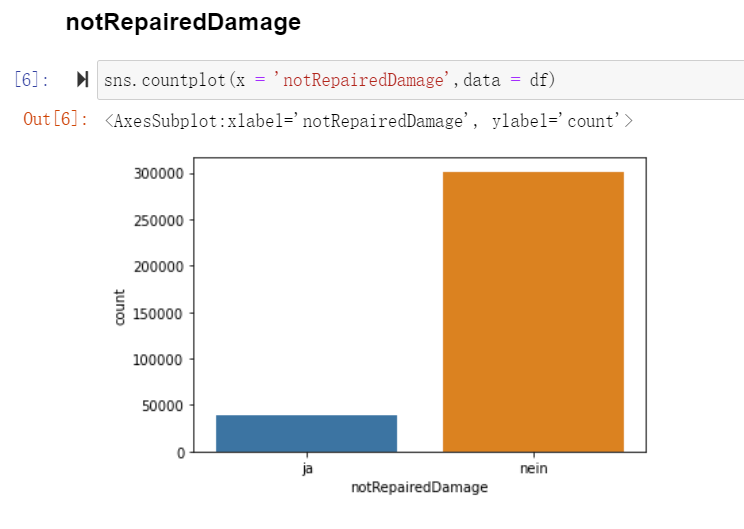 notRepairedDamage
[6]: sns.countplot(x = 'notRepairedDamage',data = df)
Out[6]: <AxesSubplot:xlabel='notRepairedDamage', ylabel='count'>
300000
250000
200000
150000
100000
50000
0
count
ja nein
notRepairedDamage